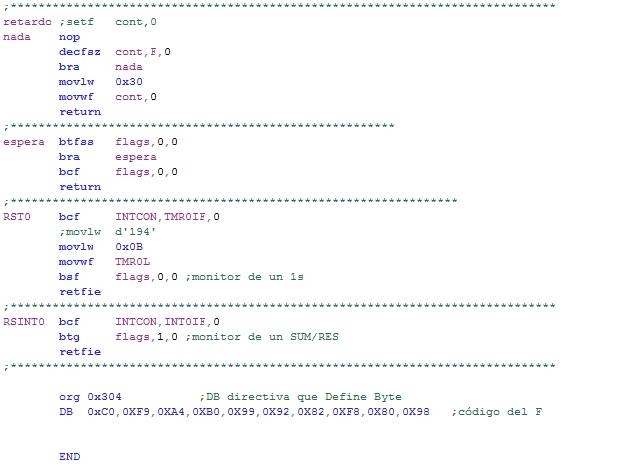 ;******************************************************************************
retardo ;setf   cont,0
nada    nop
        decfsz  cont,F,0
        bra     nada
        movlw   0x30
        movwf   cont,0
        return
;*******************************************************
espera  btfss   flags,0,0
        bra     espera
        bcf     flags,0,0
        return
;****************************************************************
RST0    bcf     INTCON,TMR0IF,0
        ;movlw  d'194'
        movlw   0x0B
        movwf   TMR0L
        bsf     flags,0,0 ;monitor de un 1s
        retfie
;******************************************************************************
RSINT0  bcf     INTCON,INT0IF,0
        btg     flags,1,0 ;monitor de un SUM/RES
        retfie
;******************************************************************************
        org 0x304           ;DB directiva que Define Byte
        DB  0xC0,0XF9,0XA4,0XB0,0X99,0X92,0X82,0XF8,0X80,0X98   ;código del F
        END